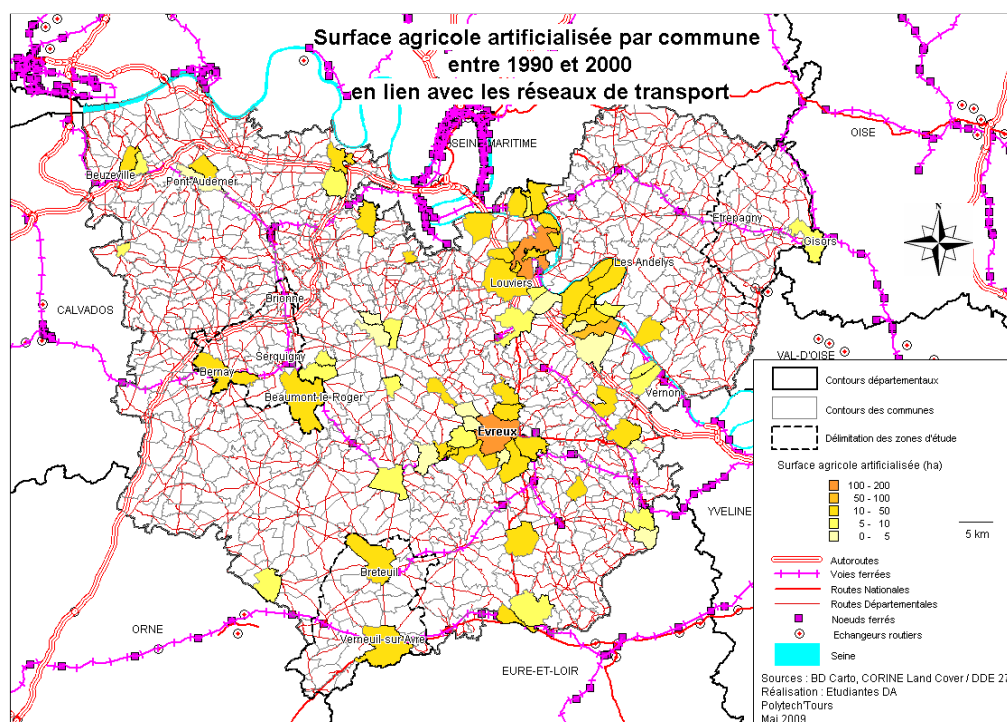 Surface agricole artificialisée par commune
entre 1990 et 2000
en lien avec les réseaux de transport
SEINE MARITIME
OISE
Beuzeville
Pont-Audemer
Etrepagny
N
Gisors
Les Andelys
Louviers
CALVADOS
Brionne
VAL-D'OISE
Serquigny
Bernay
Beaumont-le Roger
Vernon
Evreux
YVELINE
Breteuil
ORNE
Verneuil-sur-Avre
EURE-ET-LOIR
Contours départementaux
Contours des communes
Délimitation des zones d'étude
Surface agricole artificialisée (ha)
100 - 200
50 - 100
10 - 50
5 - 10
0 - 5
5 km
Autoroutes
Voies ferrées
Routes Nationales
Routes Départementales
Noeuds ferrés
Echangeurs routiers
Seine
Sources : BD Carto, CORINE Land Cover / DDE 27
Réalisation : Etudiantes DA
Polytech'Tours
Mai 2009